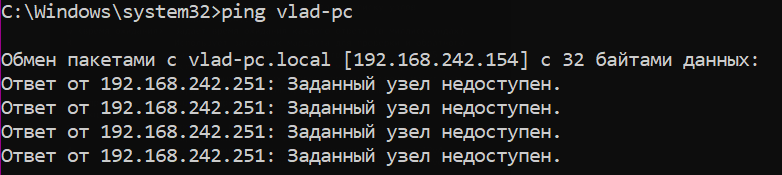 C:\Windows\system32>ping vlad-pc
Обмен пакетами с vlad-pc.local [192.168.242.154] с 32 байтами данных:
Ответ от 192.168.242.251: Заданный узел недоступен.
Ответ от 192.168.242.251: Заданный узел недоступен.
Ответ от 192.168.242.251: Заданный узел недоступен.
Ответ от 192.168.242.251: Заданный узел недоступен.